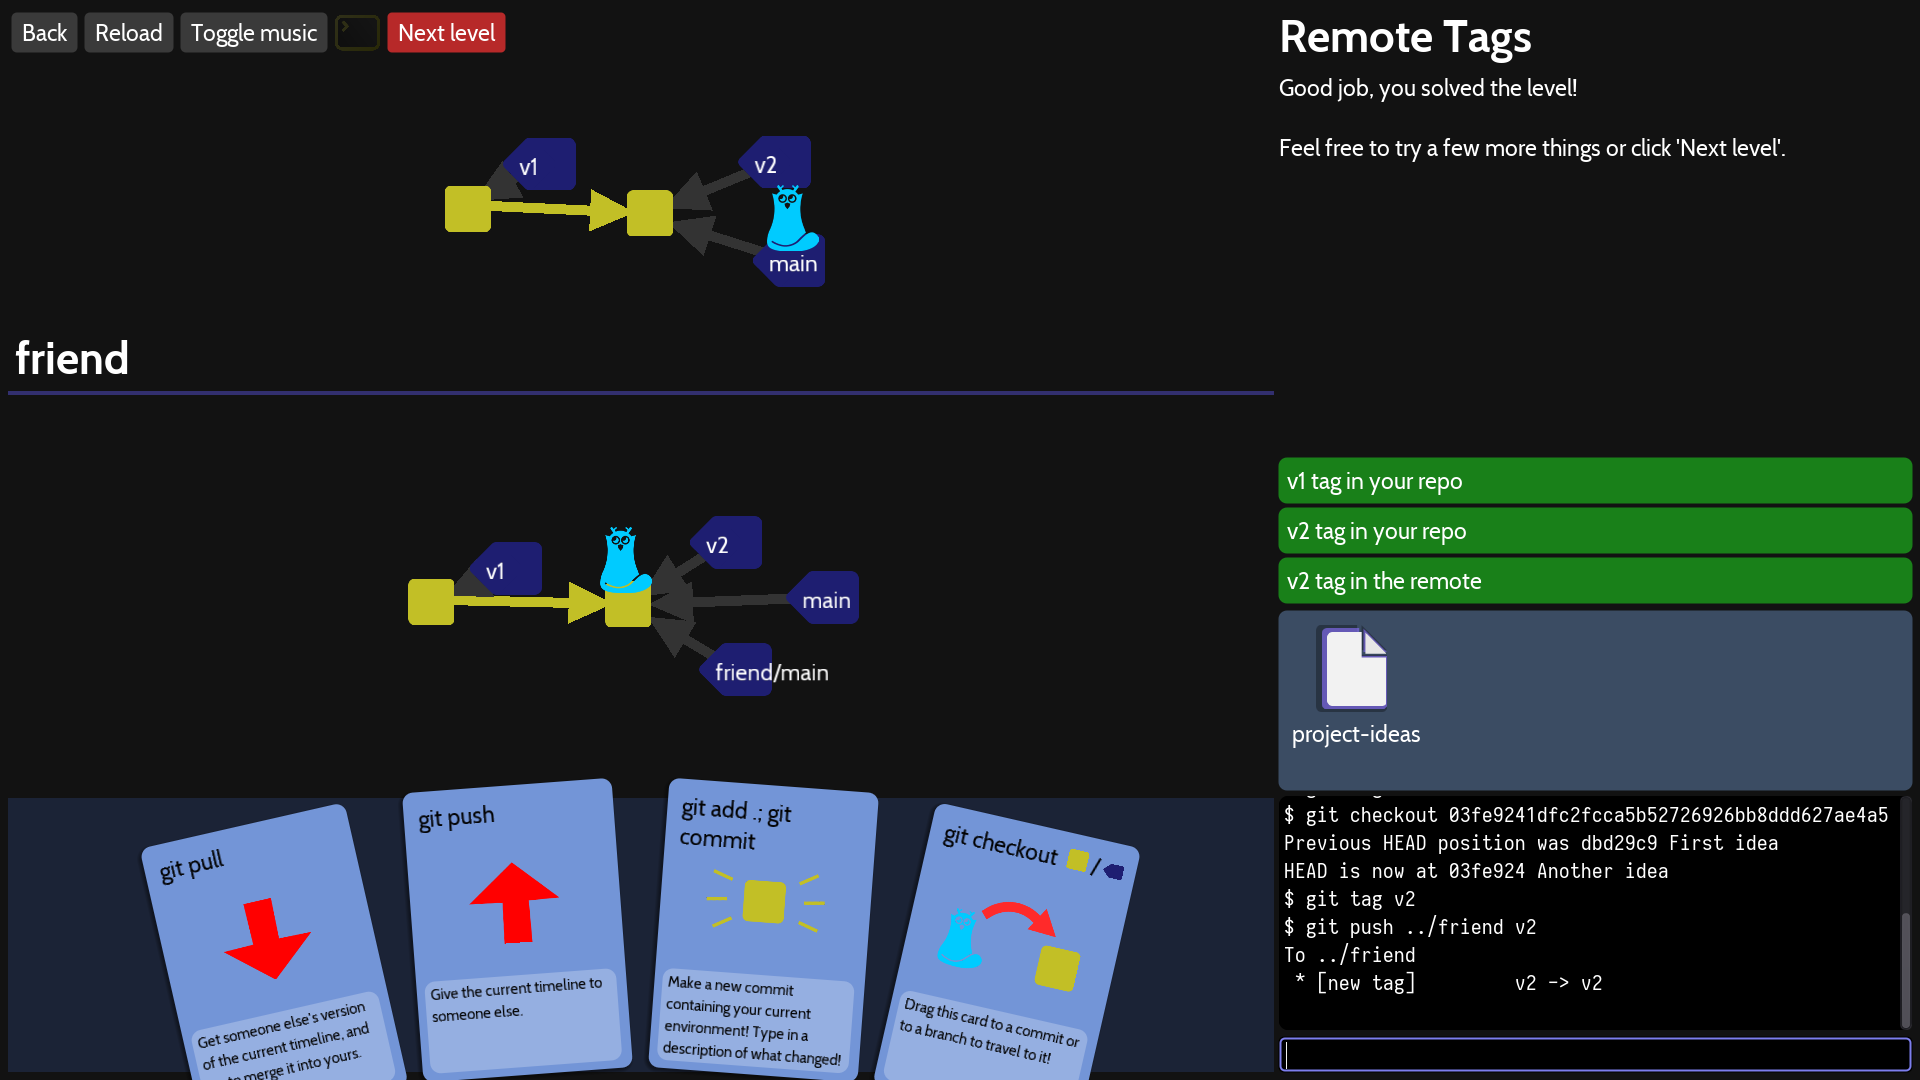 Back
Reload
Toggle music
Next level
v1
v2
main
friend
v1
v2
main
friend/main
git pull
Get someone else's version
of the current timeline, and
merge it into yours.
git push
Give the current timeline to
someone else.
git add .; git
commit
Make a new commit
containing your current
environment! Type in a
description of what changed!
git checkout /
Drag this card to a commit or
to a branch to travel to it!
Remote Tags
Good job, you solved the level!
Feel free to try a few more things or click 'Next level'.
v1 tag in your repo
v2 tag in your repo
v2 tag in the remote
project-ideas
$ git checkout 03fe9241dfc2fcca5b52726926bb8ddd627ae4a5
Previous HEAD position was dbd29c9 First idea
HEAD is now at 03fe924 Another idea
$ git tag v2
$ git push ../friend v2
To ../friend
* [new tag] v2 -> v2